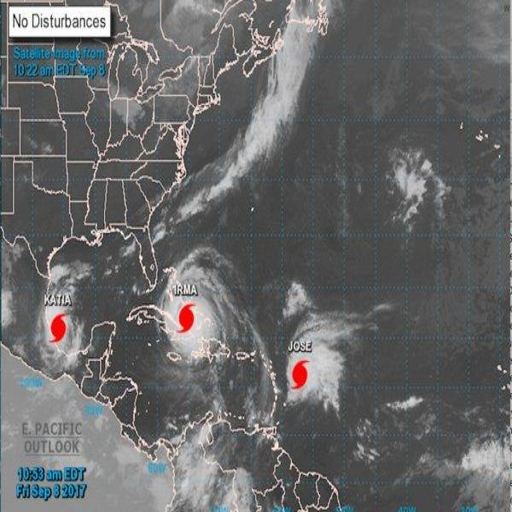 No Disturbances
Satellite image from
10:22 am EDT Sep 8
IRMA
KATIA
JOSE
E. PACIFIC
OUTLOOK
10:53 am EDT
Fri Sep 8 2017